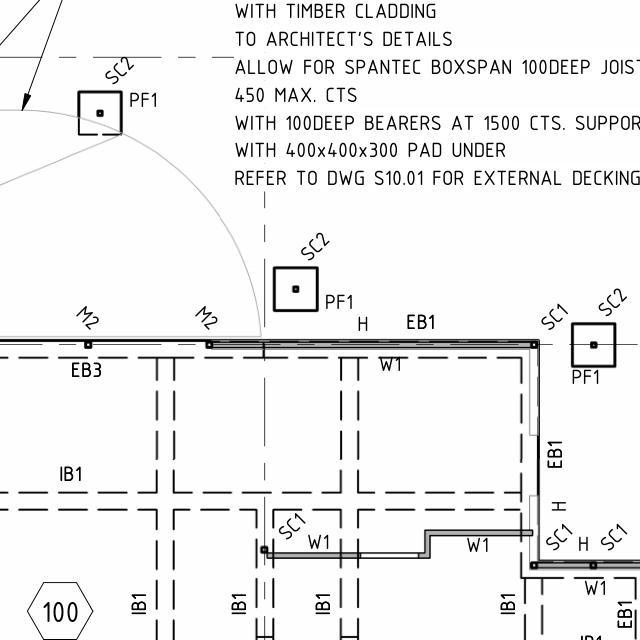 WITH TIMBER CLADDING
TO ARCHITECT'S DETAILS
ALLOW FOR SPANTEC BOXSPAN 100DEEP JOIST
450 MAX. CTS
WITH 100DEEP BEARERS AT 1500 CTS. SUPPOR
WITH 400x400x300 PAD UNDER
REFER TO DWG S10.01 FOR EXTERNAL DECKING
SC2
PF1
SC2
PF1
M2
M2
H
EB1
SC1
SC2
EB3
W1
PF1
EB1
IB1
H
SC1
W1
W1
SC1
H
SC1
W1
100
IB1
IB1
IB1
IB1
EB1
IB1